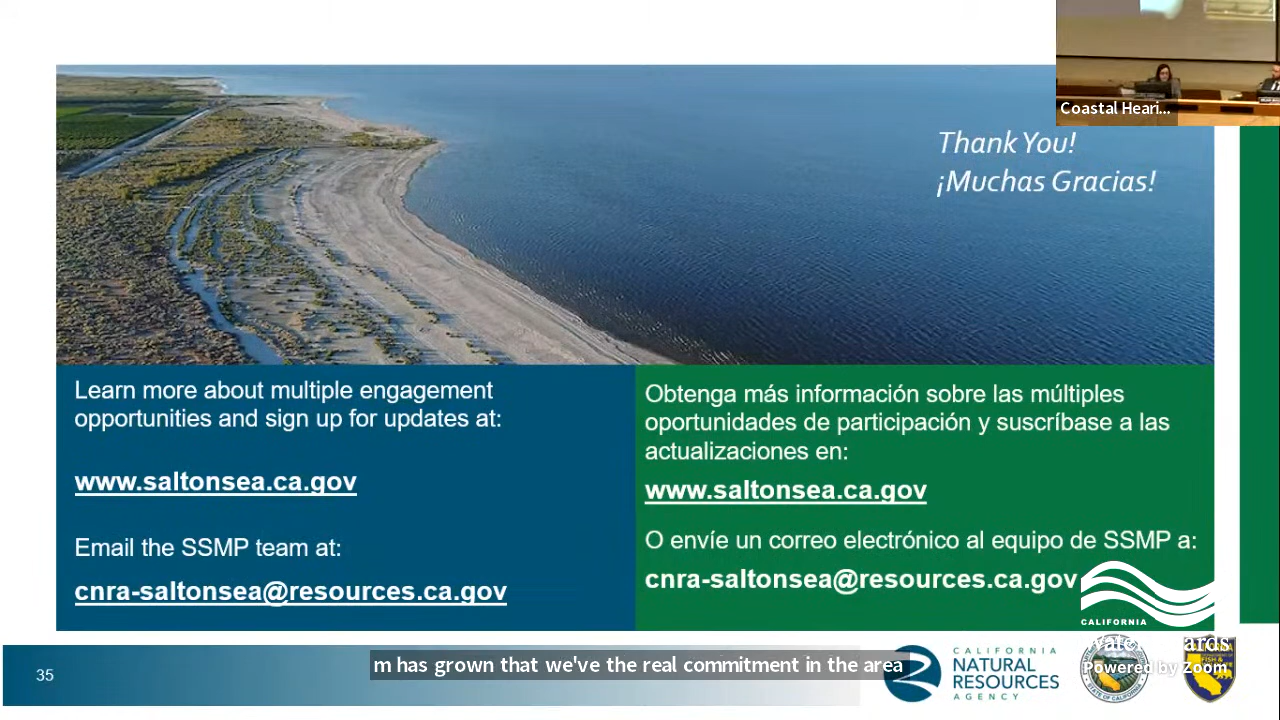 Coastal Heari...
Thank You!
¡Muchas Gracias!
Learn more about multiple engagement
opportunities and sign up for updates at:
www.saltonsea.ca.gov
Email the SSMP team at:
cnra-saltonsea@resources.ca.gov
Obtenga más información sobre las múltiples
oportunidades de participación y suscríbase a las
actualizaciones en:
www.saltonsea.ca.gov
O envíe un correo electrónico al equipo de SSMP a:
cnra-saltonsea@resources.ca.gov
CALIFORNIA
35
m has grown that we've the real commitment in the area
CALIFORNIA
NATURAL
RESOURCES
AGENCY
Powered by Zoom